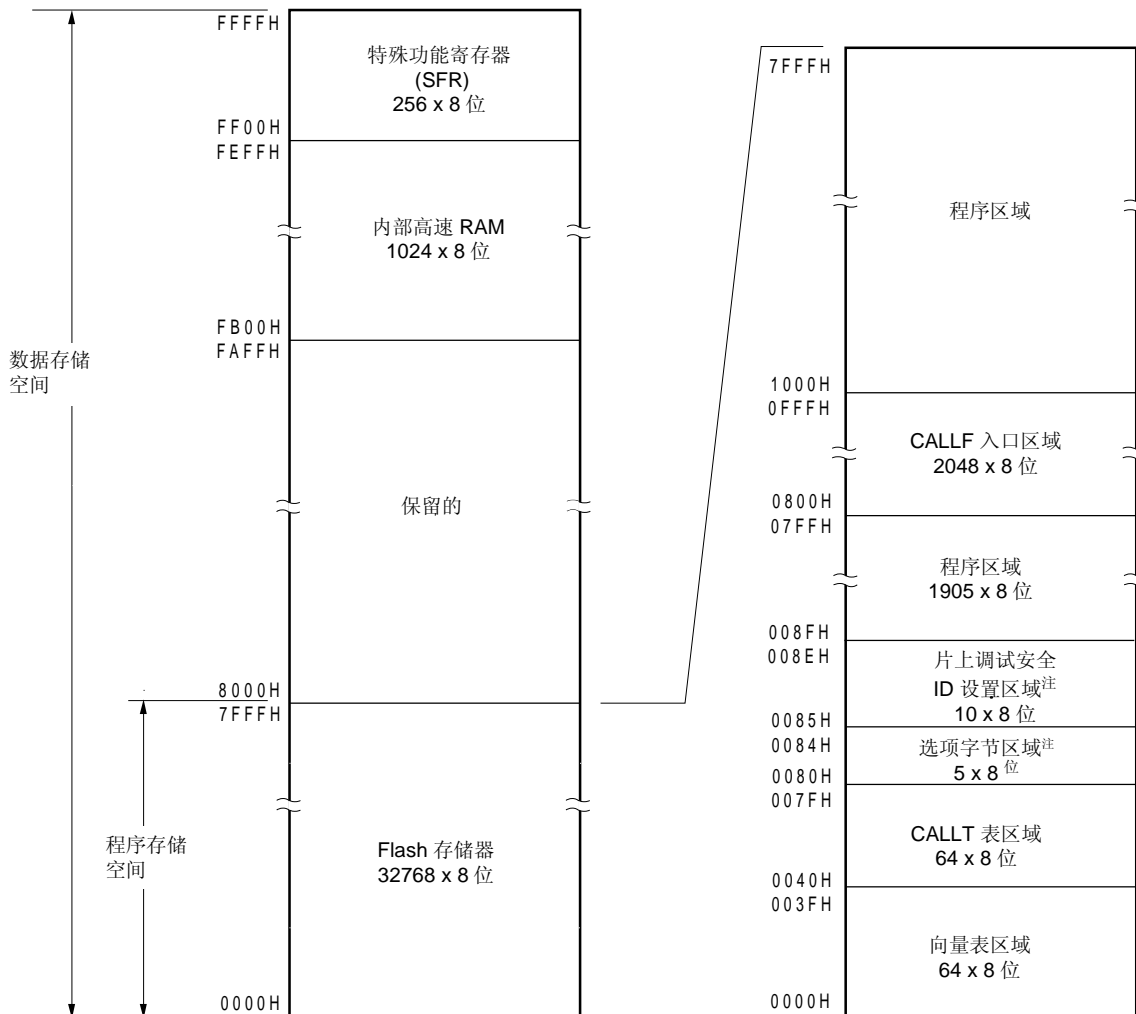 FFFFH
特殊功能寄存器
(SFR)
256 x 8 位
FF00H
FEFFH
内部高速 RAM
1024 x 8 位
FB00H
FAFFH
数据存储
空间
保留的
8000H
7FFFH
程序存储
空间
Flash 存储器
32768 x 8 位
0000H
7FFFH
程序区域
1000H
0FFFH
CALLF 入口区域
2048 x 8 位
0800H
07FFH
程序区域
1905 x 8 位
008FH
008EH
片上调试安全
ID 设置区域注
10 x 8 位
0085H
0084H
选项字节区域注
5 x 8 位
0080H
007FH
CALLT 表区域
64 x 8 位
0040H
003FH
向量表区域
64 x 8 位
0000H